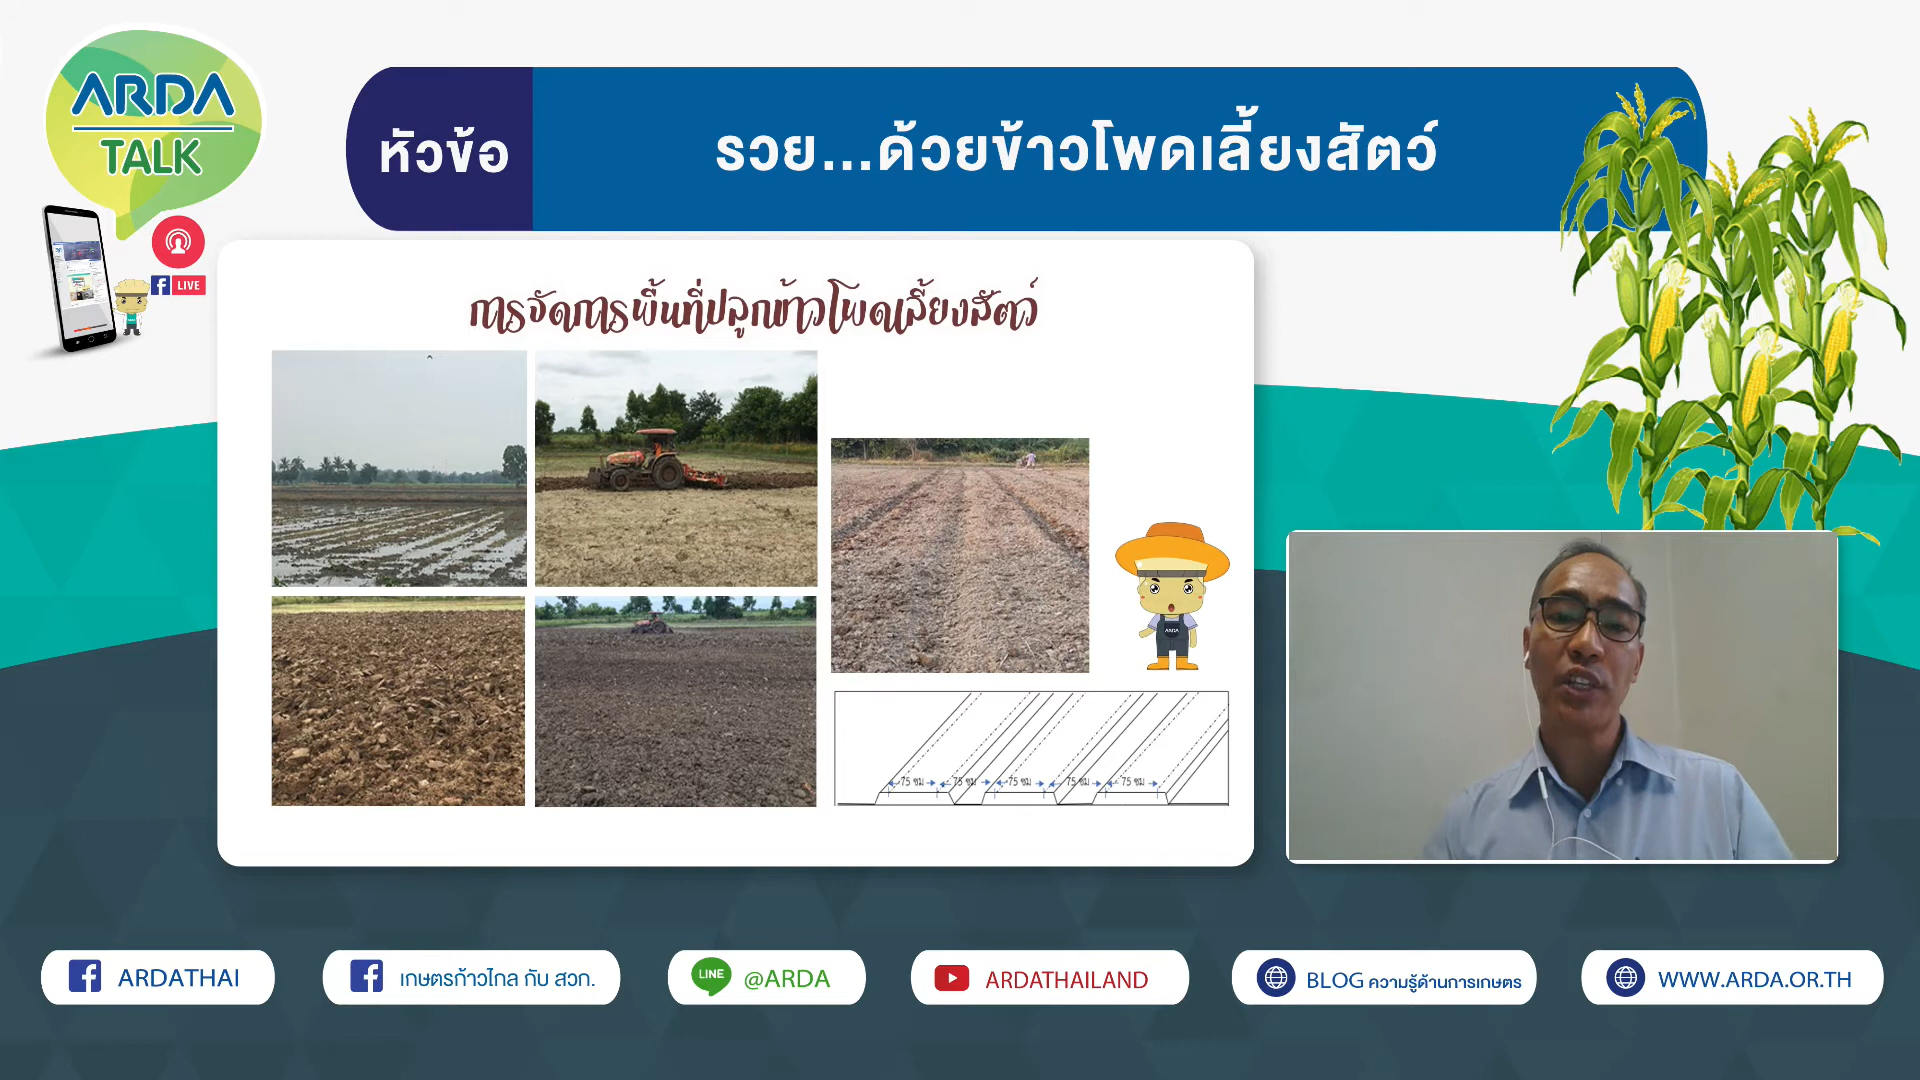 ARDA
TALK
LIVE
หัวข้อ
รวย...ด้วยข้าวโพดเลี้ยงสัตว์
การจัดการพื้นที่ปลูกข้าวโพดเลี้ยงสัตว์
ARDA
75 ซม 75 ซม 75 ซม 75 ซม 75 ซม
ARDATHAI
เกษตรก้าวไกล กับ สวก.
LINE @ARDA
ARDATHAILAND
BLOG ความรู้ด้านการเกษตร
WWW.ARDA.OR.TH